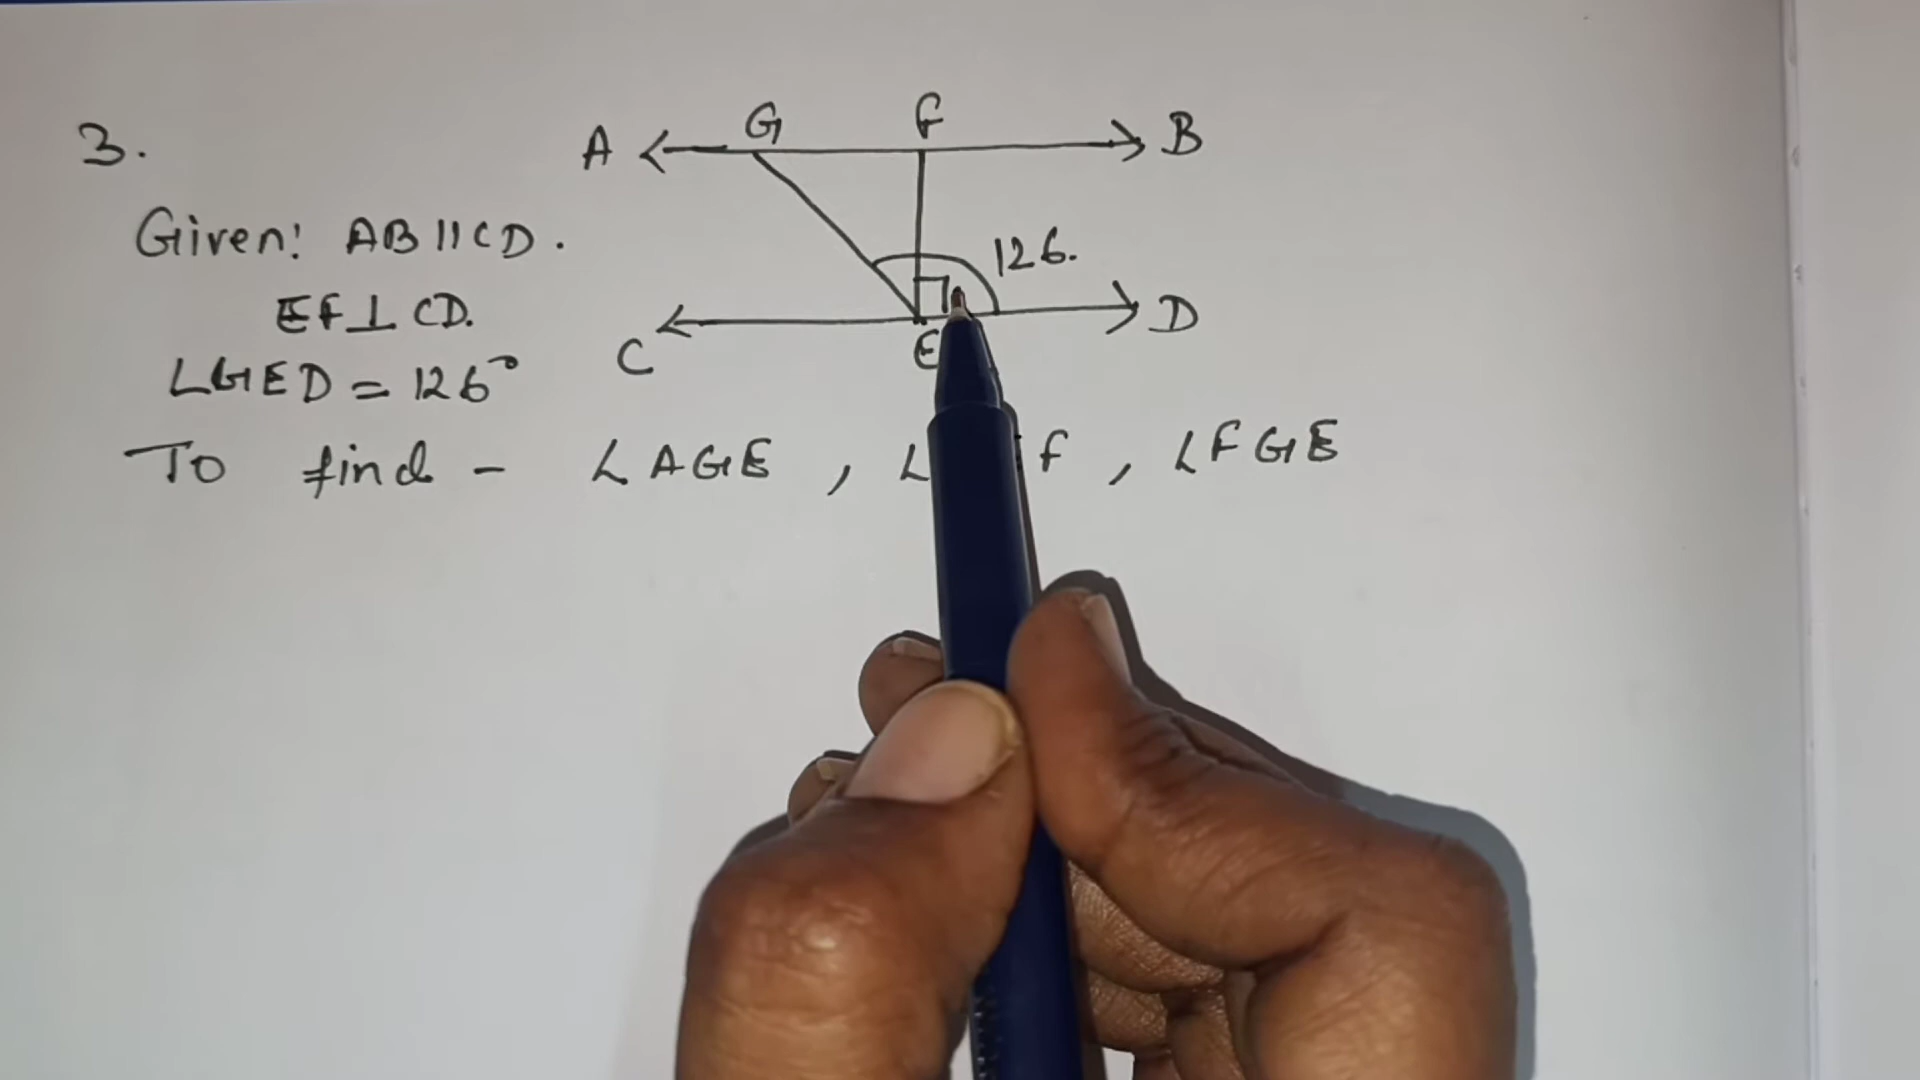 3.
G F
A B
Given: AB || CD.
126.
EF ⊥ CD.
D
C E
∠GED = 126°
To find - ∠AGE, ∠ F, ∠FGE